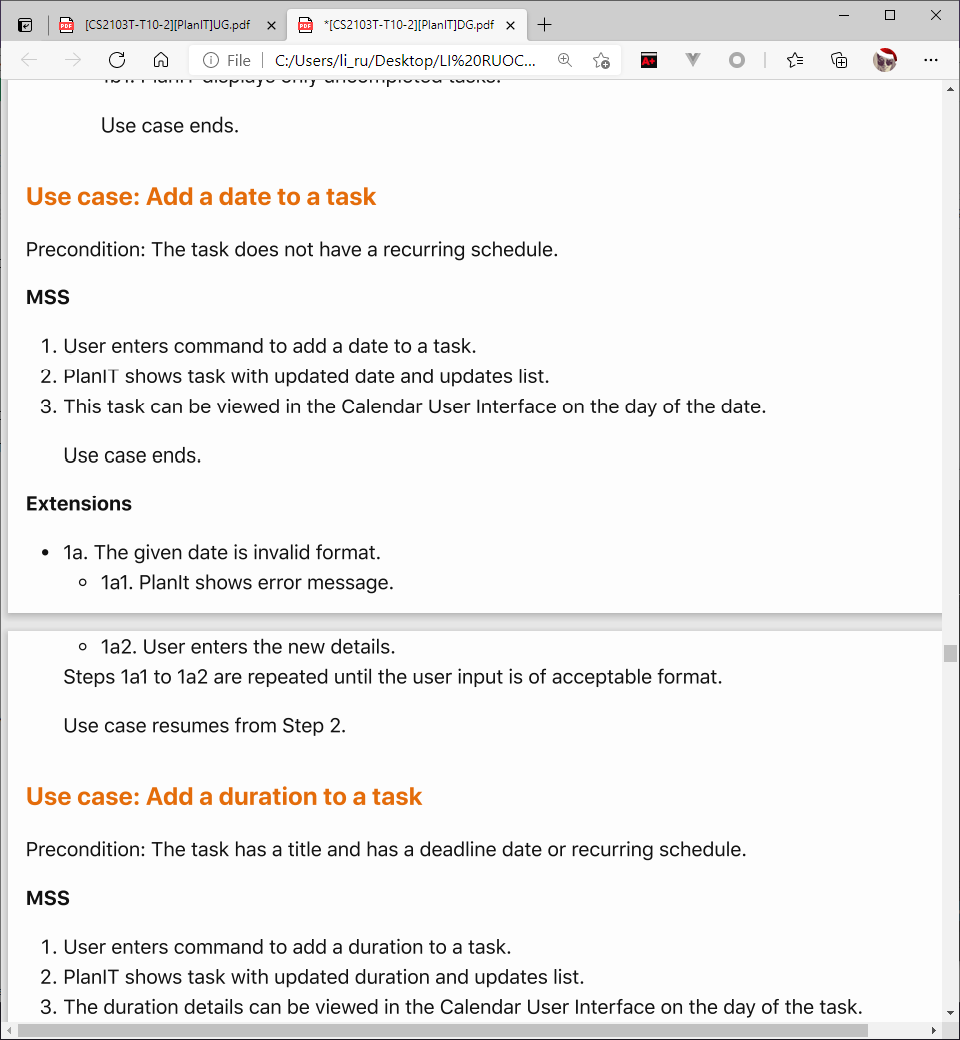 [CS2103T-T10-2][PlanIT]UG.pdf
*[CS2103T-T10-2][PlanIT]DG.pdf
File
C:/Users/li_ru/Desktop/LI%20RUOC...
A+
1b1. PlanIT displays only uncompleted tasks.
Use case ends.
Use case: Add a date to a task
Precondition: The task does not have a recurring schedule.
MSS
1. User enters command to add a date to a task.
2. PlanIT shows task with updated date and updates list.
3. This task can be viewed in the Calendar User Interface on the day of the date.
Use case ends.
Extensions
• 1a. The given date is invalid format.
◦ 1a1. PlanIt shows error message.
◦ 1a2. User enters the new details.
Steps 1a1 to 1a2 are repeated until the user input is of acceptable format.
Use case resumes from Step 2.
Use case: Add a duration to a task
Precondition: The task has a title and has a deadline date or recurring schedule.
MSS
1. User enters command to add a duration to a task.
2. PlanIT shows task with updated duration and updates list.
3. The duration details can be viewed in the Calendar User Interface on the day of the task.